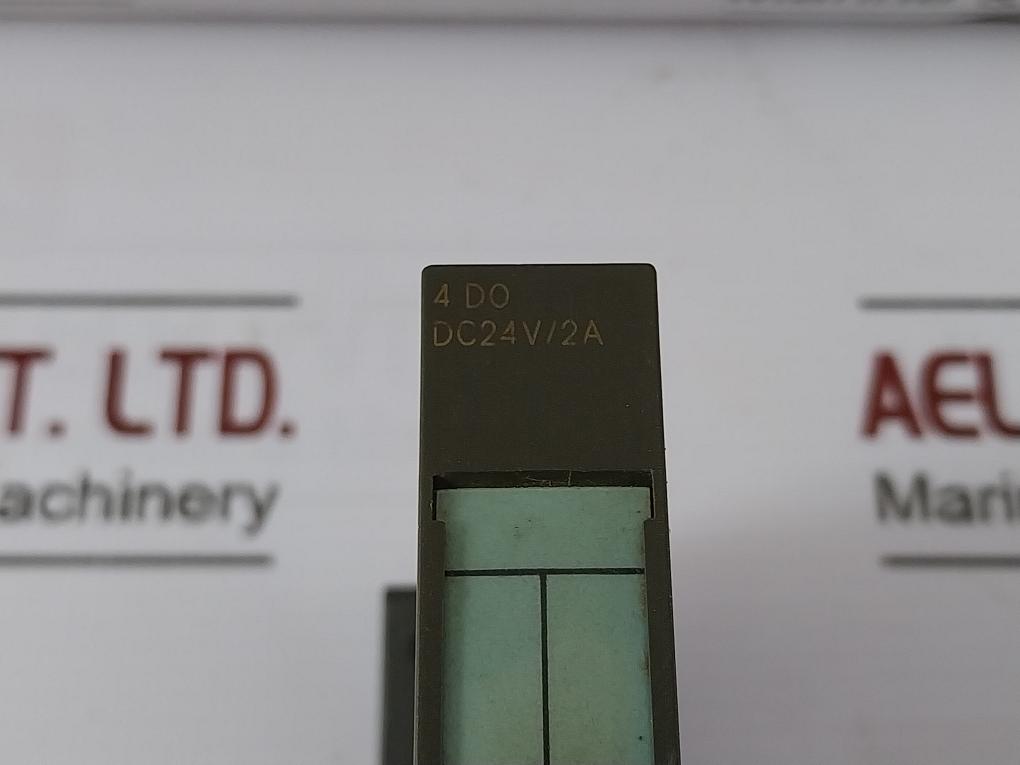 4 DO
DC24V/2A
T. LTD.
achinery
AEL
Mari